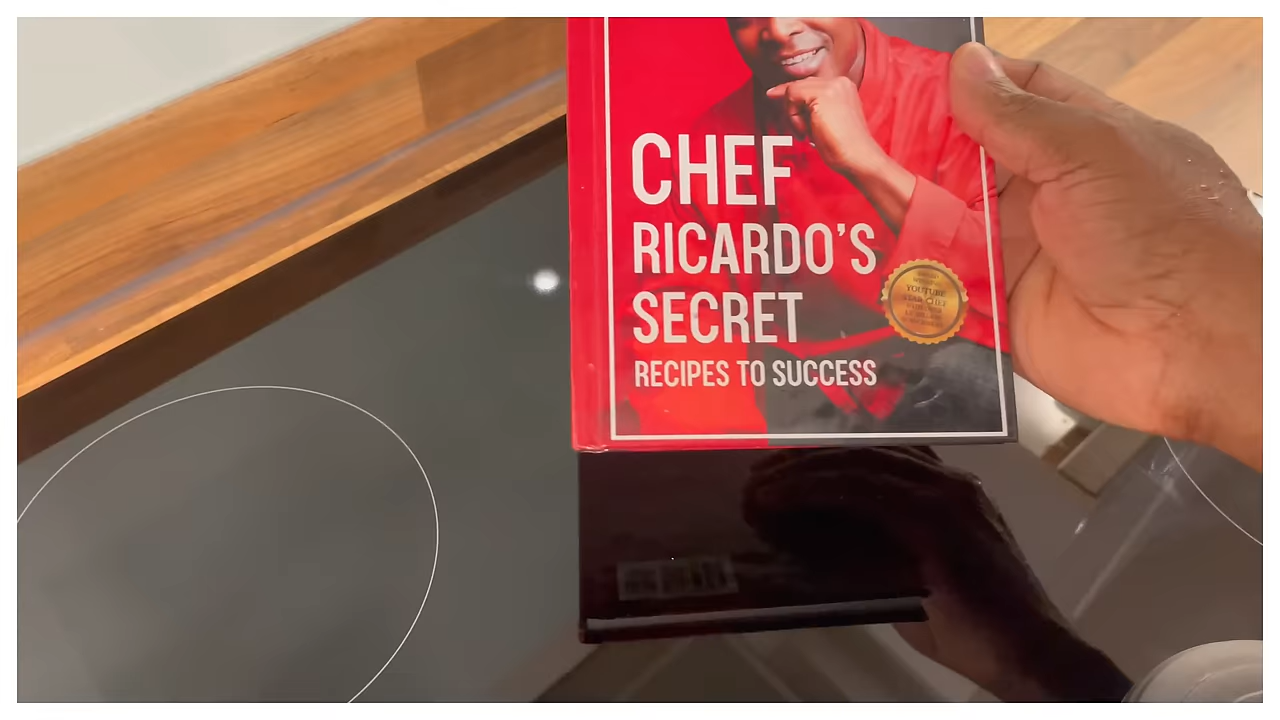 CHEF
RICARDO'S
SECRET
RECIPES TO SUCCESS
YOUTUBE